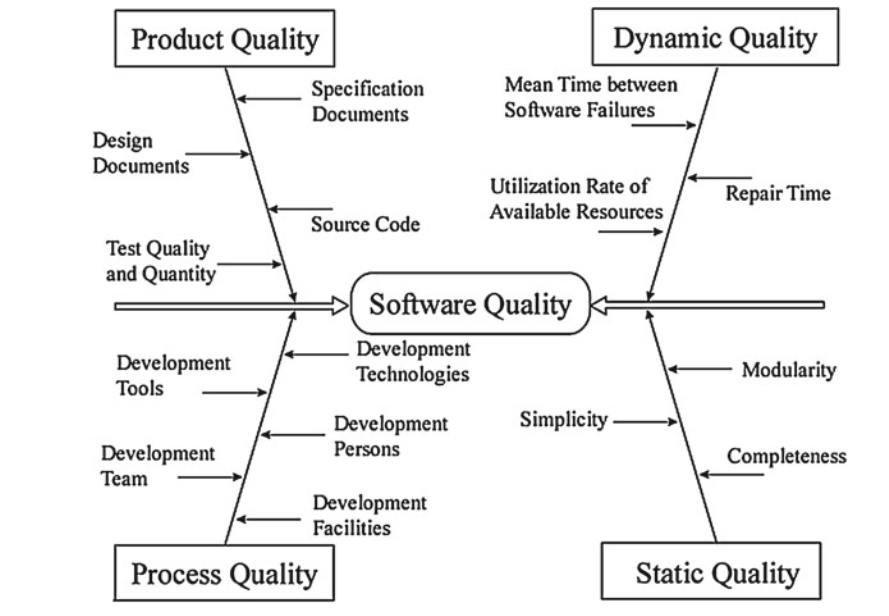 Product Quality
Dynamic Quality
Specification
Documents
Design
Documents
Source Code
Test Quality
and Quantity
Mean Time between
Software Failures
Utilization Rate of
Available Resources
Repair Time
Software Quality
Development
Technologies
Development
Tools
Development
Persons
Development
Team
Development
Facilities
Modularity
Simplicity
Completeness
Process Quality
Static Quality